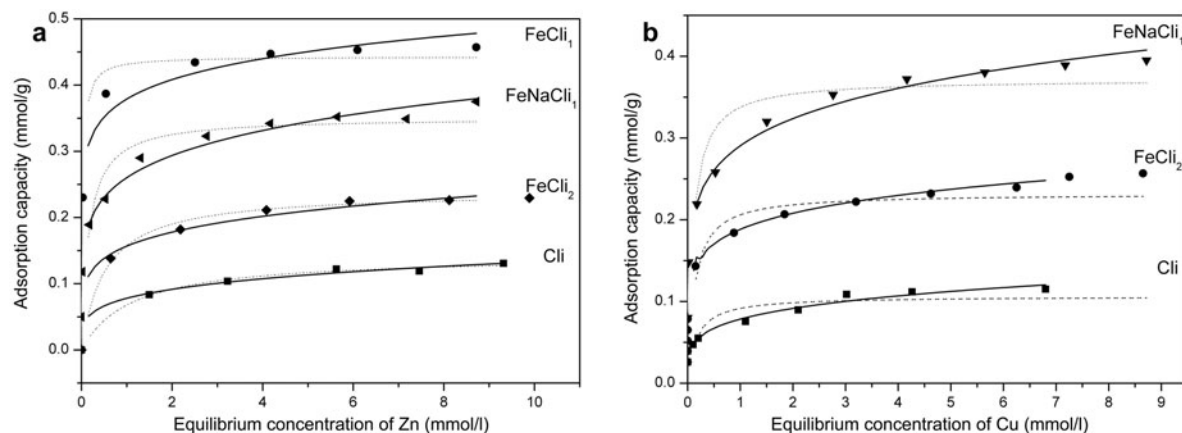 a
Adsorption capacity (mmol/g)
0.5
0.4
0.3
0.2
0.1
0.0
FeCli1
FeNaCli1
FeCli2
Cli
0 2 4 6 8 10
Equilibrium concentration of Zn (mmol/l)
b
Adsorption capacity (mmol/g)
0.4
0.3
0.2
0.1
0.0
FeNaCli1
FeCli2
Cli
0 1 2 3 4 5 6 7 8 9
Equilibrium concentration of Cu (mmol/l)